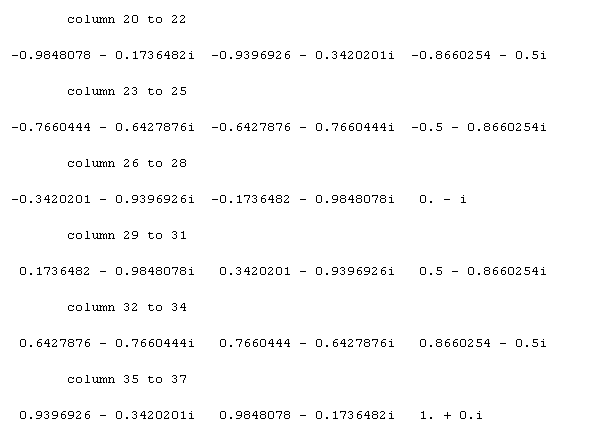 column 20 to 22
-0.9848078 - 0.1736482i  -0.9396926 - 0.3420201i  -0.8660254 - 0.5i
column 23 to 25
-0.7660444 - 0.6427876i  -0.6427876 - 0.7660444i  -0.5 - 0.8660254i
column 26 to 28
-0.3420201 - 0.9396926i  -0.1736482 - 0.9848078i   0. - i
column 29 to 31
0.1736482 - 0.9848078i   0.3420201 - 0.9396926i   0.5 - 0.8660254i
column 32 to 34
0.6427876 - 0.7660444i   0.7660444 - 0.6427876i   0.8660254 - 0.5i
column 35 to 37
0.9396926 - 0.3420201i   0.9848078 - 0.1736482i   1. + 0.i